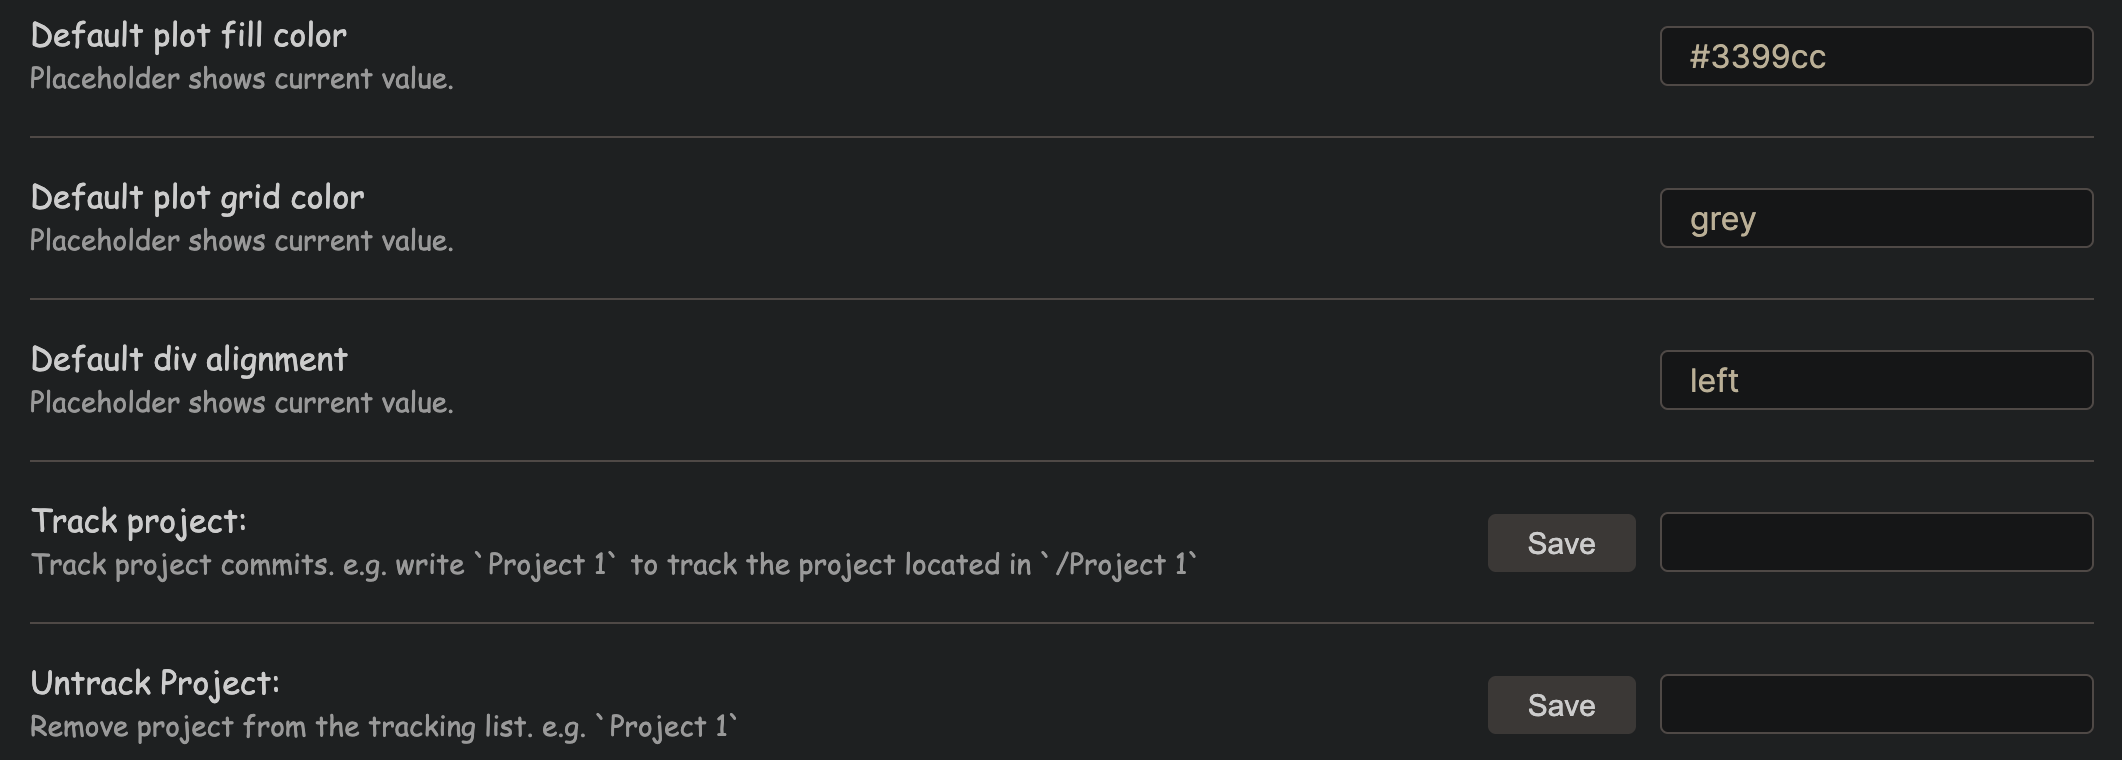 Default plot fill color
Placeholder shows current value.
#3399cc
Default plot grid color
Placeholder shows current value.
grey
Default div alignment
Placeholder shows current value.
left
Track project:
Track project commits. e.g. write `Project 1` to track the project located in `/Project 1`
Save
Untrack Project:
Remove project from the tracking list. e.g. `Project 1`
Save